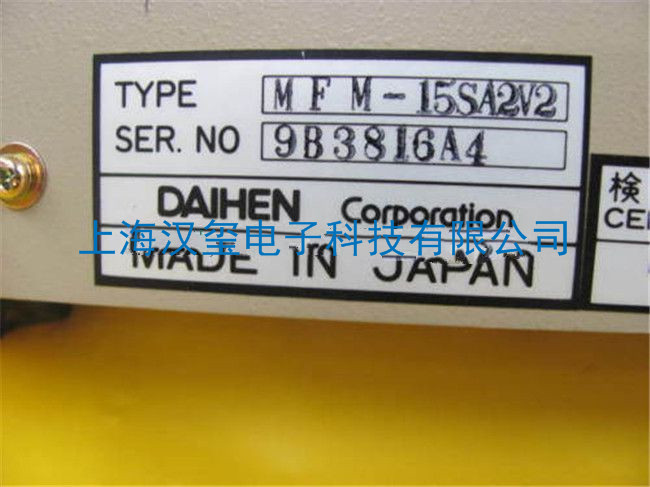 TYPE MFM-15SA2V2
SER. NO 9B3816A4
DAIHEN Corporation
上海汉玺电子科技有限公司
MADE IN JAPAN
検
CE